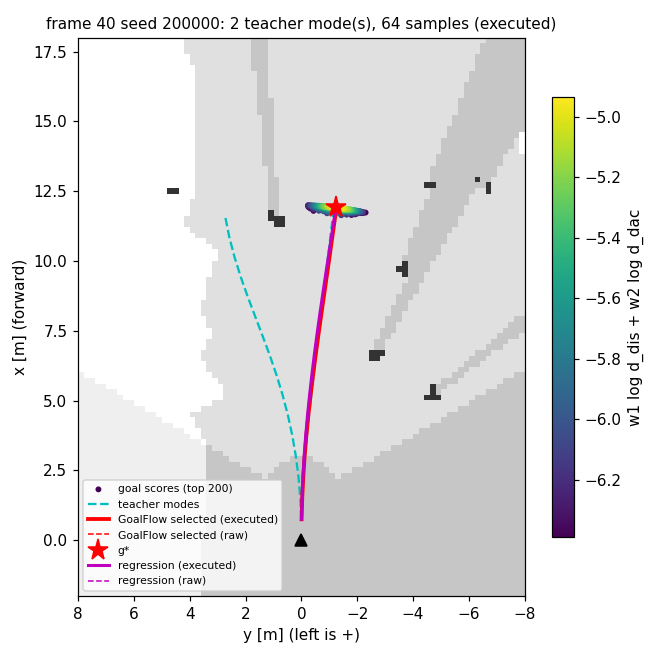 frame 40 seed 200000: 2 teacher mode(s), 64 samples (executed)
17.5
15.0
12.5
10.0
7.5
5.0
2.5
0.0
x [m] (forward)
8
6
4
2
0
−2
−4
−6
−8
y [m] (left is +)
goal scores (top 200)
teacher modes
GoalFlow selected (executed)
GoalFlow selected (raw)
g*
regression (executed)
regression (raw)
−5.0
−5.2
−5.4
−5.6
−5.8
−6.0
−6.2
w1 log d_dis + w2 log d_dac